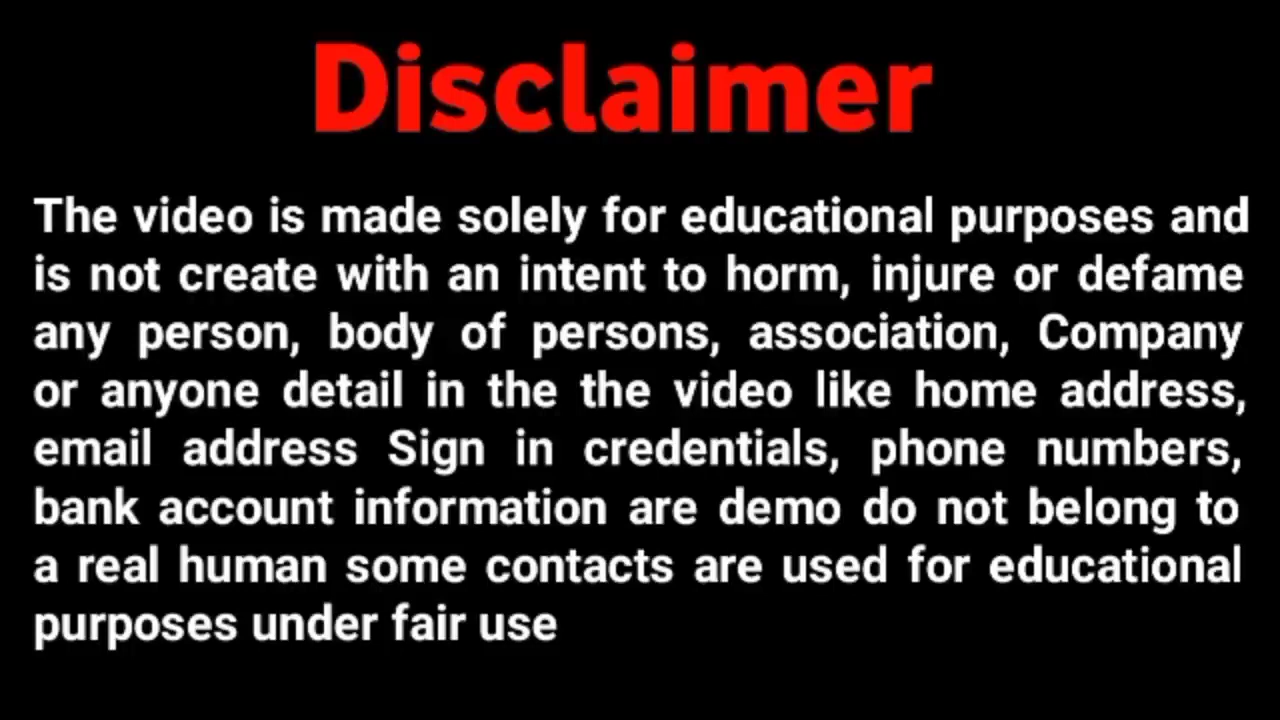 Disclaimer
The video is made solely for educational purposes and
is not create with an intent to horm, injure or defame
any person, body of persons, association, Company
or anyone detail in the the video like home address,
email address Sign in credentials, phone numbers,
bank account information are demo do not belong to
a real human some contacts are used for educational
purposes under fair use